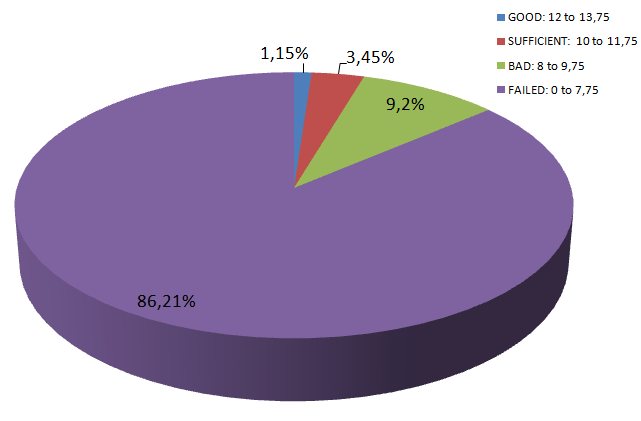 GOOD: 12 to 13,75
SUFFICIENT: 10 to 11,75
BAD: 8 to 9,75
FAILED: 0 to 7,75
1,15%
3,45%
9,2%
86,21%